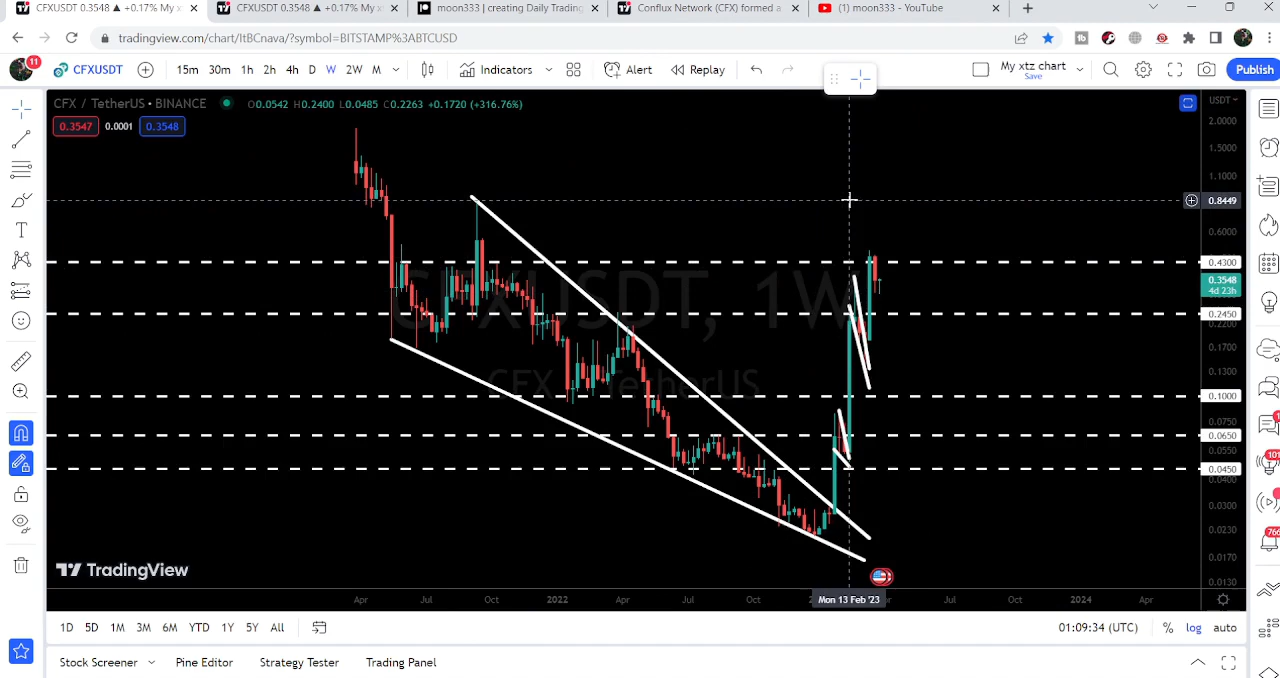 CFXUSDT 0.3548 ▲ +0.17% My x
CFXUSDT 0.3548 ▲ +0.17% My x
moon333 | creating Daily Trading
Conflux Network (CFX) formed a
(1) moon333 - YouTube
tradingview.com/chart/ItBCnava/?symbol=BITSTAMP%3ABTCUSD
11
CFXUSDT
15m 30m 1h 2h 4h D W 2W M
Indicators
Alert
Replay
My xtz chart
Save
Publish
CFX / TetherUS • BINANCE
O0.0542 H0.2400 L0.0485 C0.2263 +0.1720 (+316.76%)
USDT
0.3547 0.0001 0.3548
2.0000
1.5000
1.1000
0.8449
0.6000
0.4300
0.3548
4d 23h
0.2450
0.2200
0.1700
0.1300
0.1000
0.0750
0.0650
0.0550
0.0450
0.0400
0.0300
0.0230
0.0170
0.0130
CFXUSDT, 1W
CFX / TetherUS
TradingView
Apr Jul Oct 2022 Apr Jul Oct Mon 13 Feb '23 Jul Oct 2024 Apr
1D 5D 1M 3M 6M YTD 1Y 5Y All
01:09:34 (UTC) % log auto
Stock Screener Pine Editor Strategy Tester Trading Panel